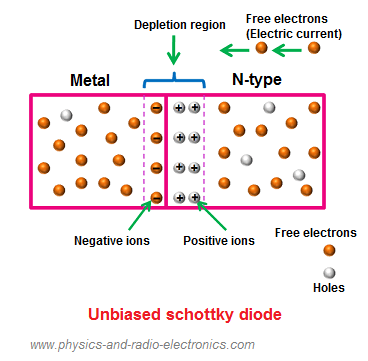 Depletion region
Free electrons
(Electric current)
Metal
N-type
Negative ions
Positive ions
Free electrons
Holes
Unbiased schottky diode
www.physics-and-radio-electronics.com